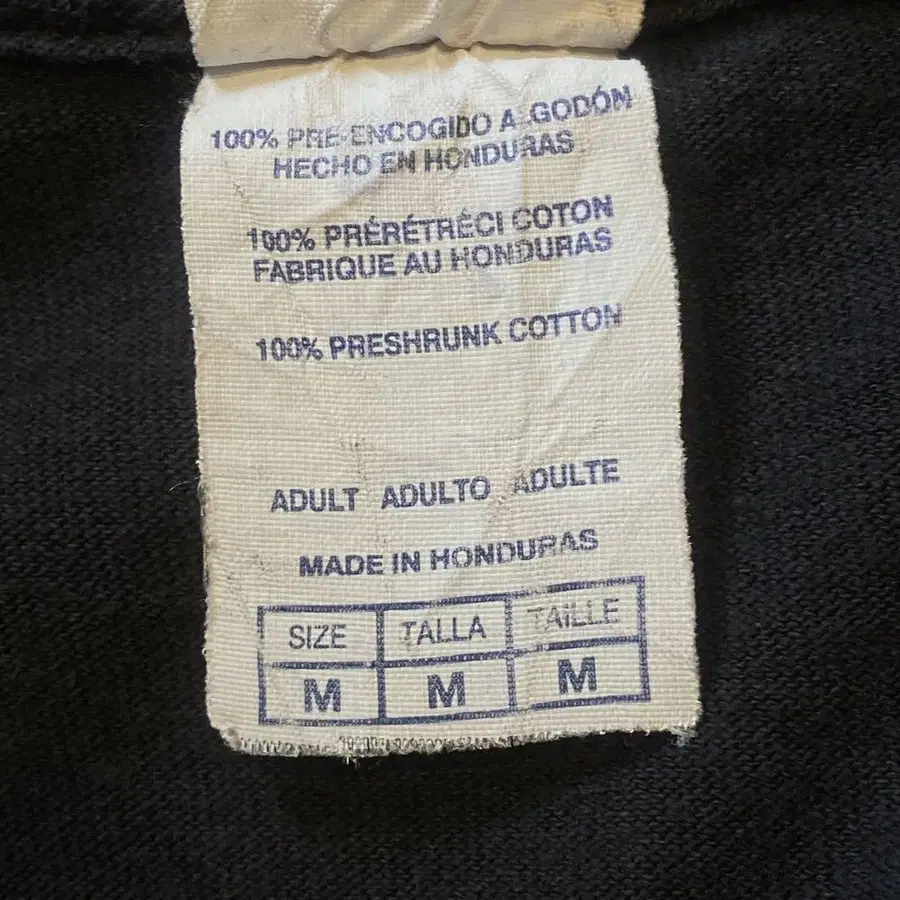 100% PRE-ENCOGIDO ALGODÓN
HECHO EN HONDURAS
100% PRÉRÉTRÉCI COTON
FABRIQUE AU HONDURAS
100% PRESHRUNK COTTON
ADULT ADULTO ADULTE
MADE IN HONDURAS
SIZE TALLA TAILLE
M M M